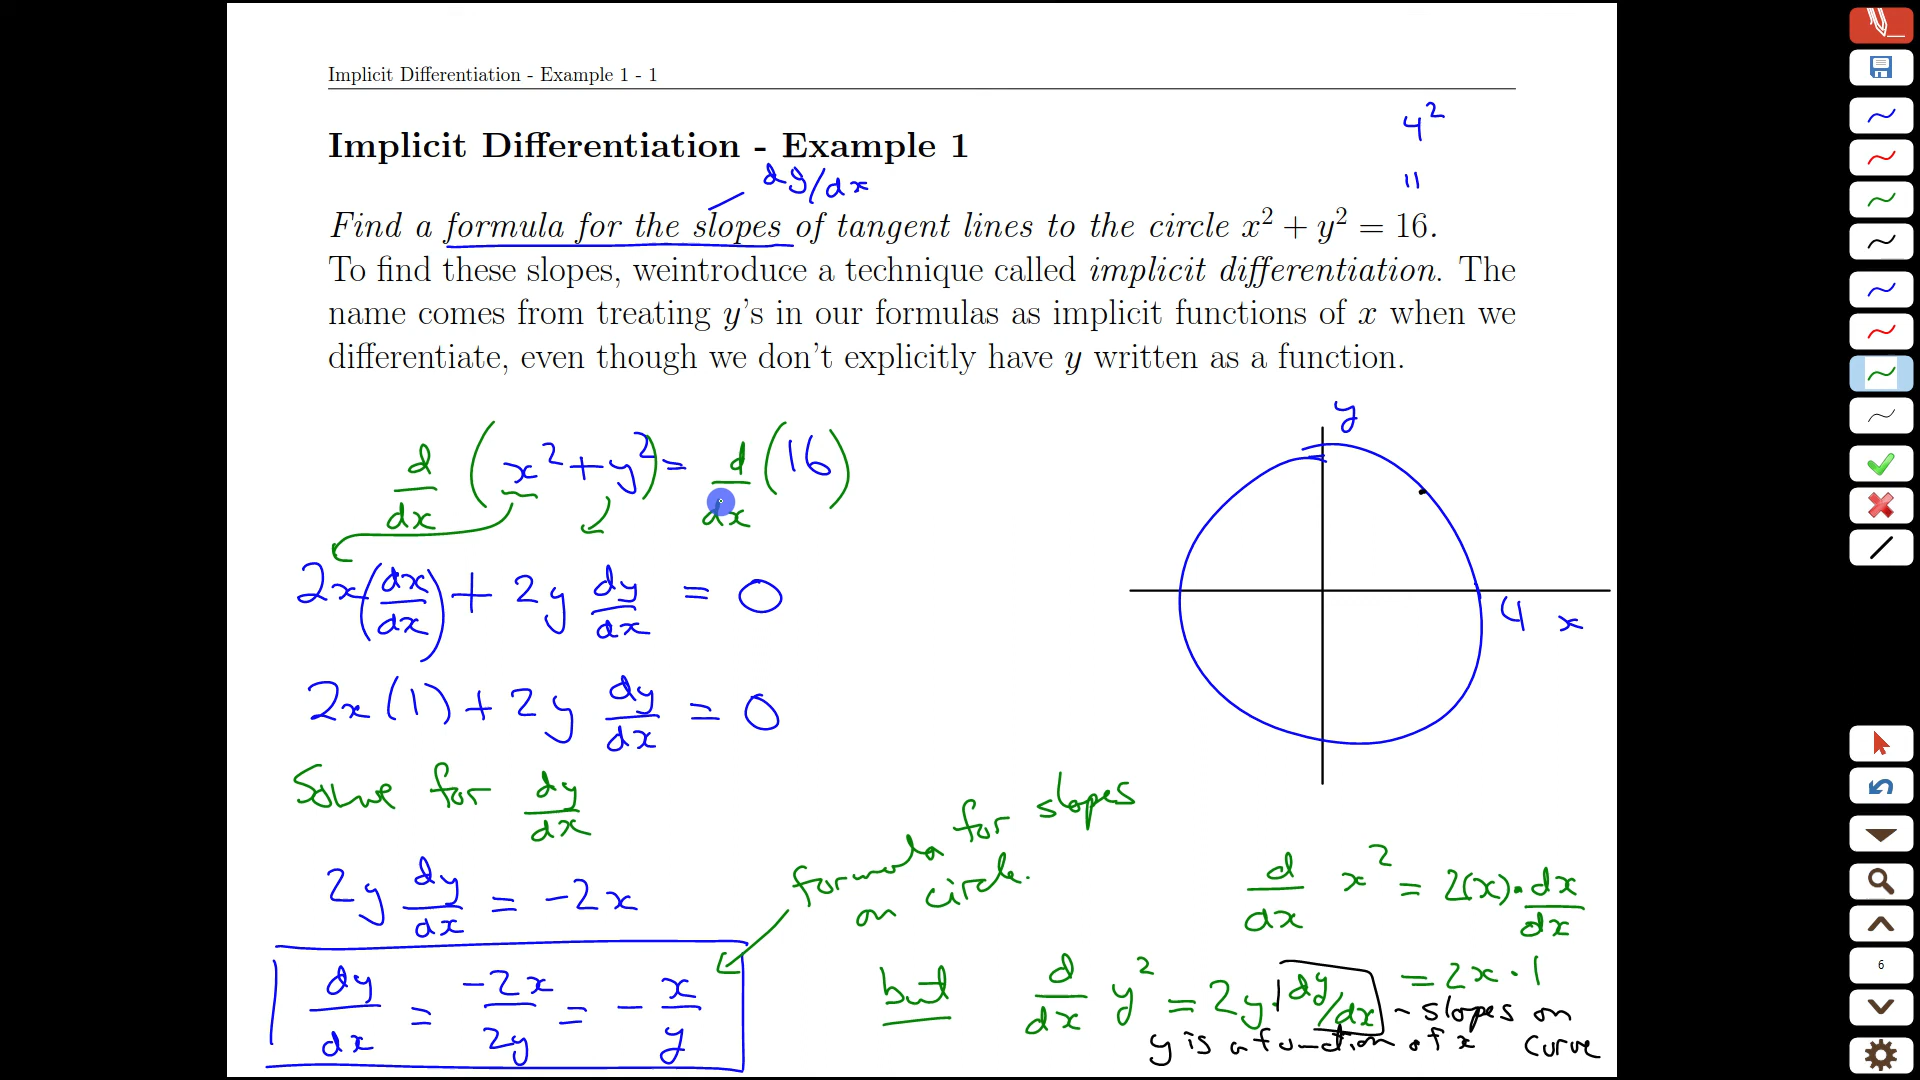 Implicit Differentiation - Example 1 - 1
4²
Implicit Differentiation - Example 1
dy/dx
॥
Find a formula for the slopes of tangent lines to the circle x² + y² = 16.
To find these slopes, weintroduce a technique called implicit differentiation. The
name comes from treating y's in our formulas as implicit functions of x when we
differentiate, even though we don't explicitly have y written as a function.
y
d/dx (x² + y²) = d/dx (16)
2x(dx/dx) + 2y dy/dx = 0
4 x
2x(1) + 2y dy/dx = 0
Solve for dy/dx
formula for slopes
on circle.
2y dy/dx = -2x
d/dx x² = 2(x)·dx/dx
= 2x·1
dy/dx = -2x/2y = - x/y
but d/dx y² = 2y·dy/dx - slopes on
curve
y is a function of x
6